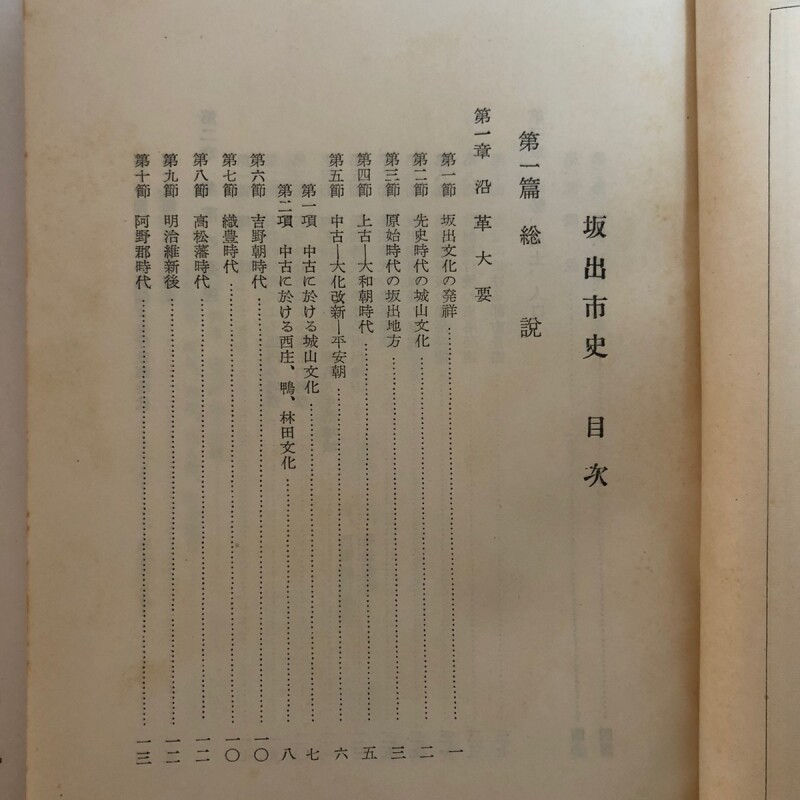 坂出市史 目次
第一篇 総説
第一章 沿革大要
第一節 坂出文化の発祥……一
第二節 先史時代の城山文化……二
第三節 原始時代の坂出地方……三
第四節 上古―大和朝時代……五
第五節 中古―大化改新―平安朝……六
第一項 中古に於ける城山文化……七
第二項 中古に於ける西庄、鴨、林田文化……八
第六節 吉野朝時代……一〇
第七節 織豊時代……一〇
第八節 高松藩時代……一二
第九節 明治維新後……一二
第十節 阿野郡時代……一三